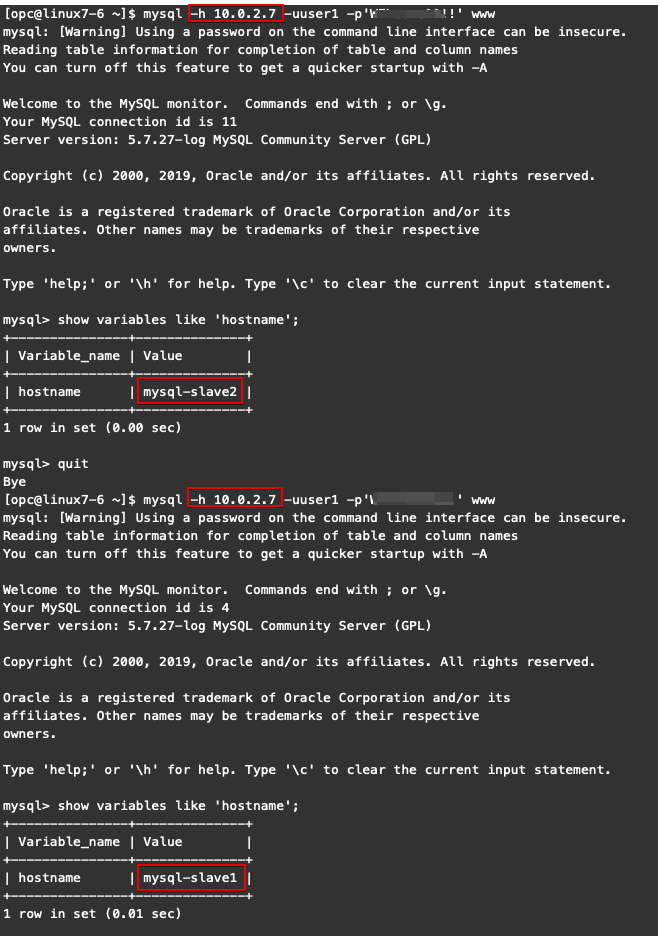 [opc@linux7-6 ~]$ mysql -h 10.0.2.7 -uuser1 -p' !!' www
mysql: [Warning] Using a password on the command line interface can be insecure.
Reading table information for completion of table and column names
You can turn off this feature to get a quicker startup with -A
Welcome to the MySQL monitor.  Commands end with ; or \g.
Your MySQL connection id is 11
Server version: 5.7.27-log MySQL Community Server (GPL)
Copyright (c) 2000, 2019, Oracle and/or its affiliates. All rights reserved.
Oracle is a registered trademark of Oracle Corporation and/or its
affiliates. Other names may be trademarks of their respective
owners.
Type 'help;' or '\h' for help. Type '\c' to clear the current input statement.
mysql> show variables like 'hostname';
+---------------+--------------+
| Variable_name | Value        |
+---------------+--------------+
| hostname      | mysql-slave2 |
+---------------+--------------+
1 row in set (0.00 sec)
mysql> quit
Bye
[opc@linux7-6 ~]$ mysql -h 10.0.2.7 -uuser1 -p' ' www
mysql: [Warning] Using a password on the command line interface can be insecure.
Reading table information for completion of table and column names
You can turn off this feature to get a quicker startup with -A
Welcome to the MySQL monitor.  Commands end with ; or \g.
Your MySQL connection id is 4
Server version: 5.7.27-log MySQL Community Server (GPL)
Copyright (c) 2000, 2019, Oracle and/or its affiliates. All rights reserved.
Oracle is a registered trademark of Oracle Corporation and/or its
affiliates. Other names may be trademarks of their respective
owners.
Type 'help;' or '\h' for help. Type '\c' to clear the current input statement.
mysql> show variables like 'hostname';
+---------------+--------------+
| Variable_name | Value        |
+---------------+--------------+
| hostname      | mysql-slave1 |
+---------------+--------------+
1 row in set (0.01 sec)